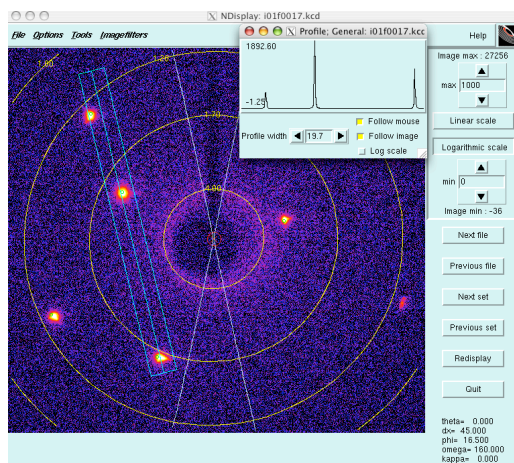 NDisplay: i01f0017.kcd
File Options Tools Imagefilters Help
Profile; General: i01f0017.kcc
1892.60
-1.25
Follow mouse
Profile width 19.7 Follow image
Log scale
Image max : 27256
max 1000
Linear scale
Logarithmic scale
min 0
Image min : -36
Next file
Previous file
Next set
Previous set
Redisplay
Quit
theta= 0.000
dx= 45.000
phi= 16.500
omega= 160.000
kappa= 0.000
1.20
1.70
4.00